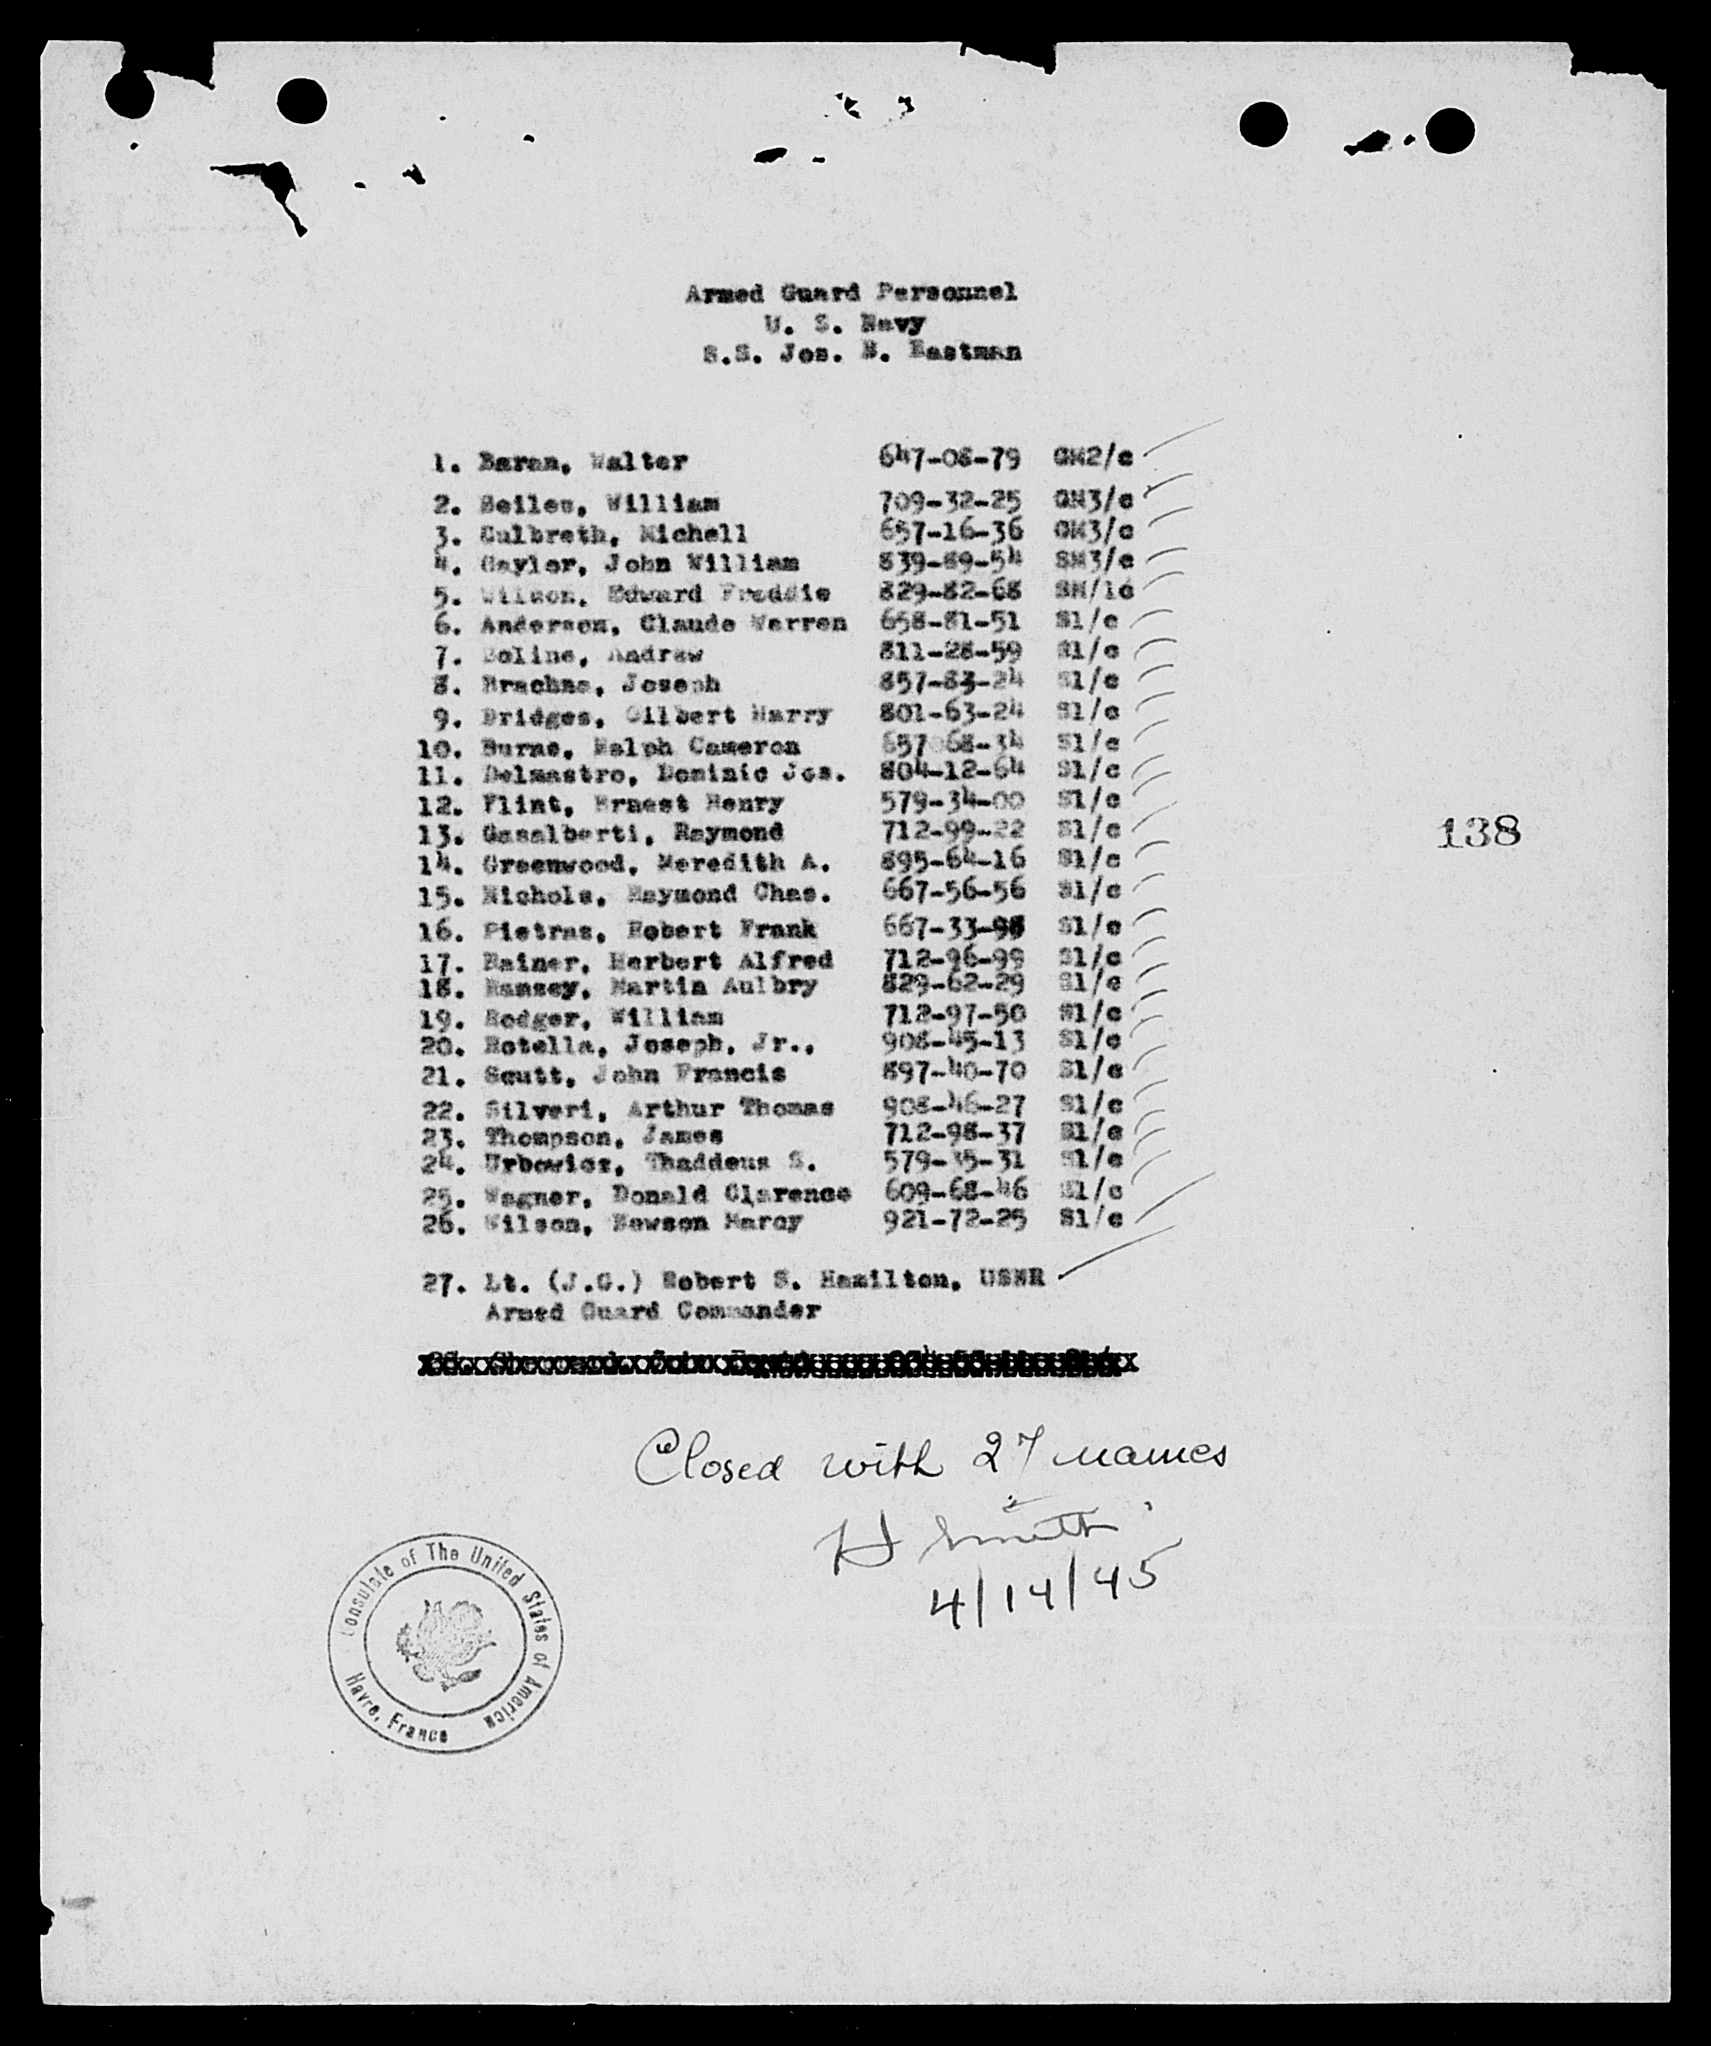 Armed Guard Personnel
U. S. Navy
S.S. Jos. B. Eastman
1. Baran, Walter 647-08-79 GM2/c
2. Beiles, William 709-32-25 GM3/c
3. Culbreth, Michell 657-16-36 GM3/c
4. Gaylor, John William 839-89-54 SM3/c
5. Wilson, Edward Freddie 829-82-68 SM/1c
6. Anderson, Claude Warren 658-81-51 S1/c
7. Boline, Andrew 811-28-59 S1/c
8. Brachna, Joseph 857-83-24 S1/c
9. Bridges, Gilbert Harry 801-63-24 S1/c
10. Burns, Ralph Cameron 657 68-34 S1/c
11. Delmastro, Dominic Jos. 804-12-64 S1/c
12. Flint, Ernest Henry 579-34-00 S1/c
13. Gasalberti, Raymond 712-99-22 S1/c
14. Greenwood, Meredith A. 895-64-16 S1/c
15. Nichols, Raymond Chas. 667-56-56 S1/c
16. Pietras, Robert Frank 667-33-98 S1/c
17. Rainer, Herbert Alfred 712-96-99 S1/c
18. Ramsey, Martin Aulbry 829-62-29 S1/c
19. Rodger, William 712-97-50 S1/c
20. Rotella, Joseph, Jr., 908-45-13 S1/c
21. Scutt, John Francis 897-40-70 S1/c
22. Silveri, Arthur Thomas 908-46-27 S1/c
23. Thompson, James 712-98-37 S1/c
24. Urbowicz, Thaddeus S. 579-35-31 S1/c
25. Wagner, Donald Clarence 609-68-46 S1/c
26. Wilson, Newson Marcy 921-72-25 S1/c
27. Lt. (J.G.) Robert S. Hamilton, USNR
Armed Guard Commander
138
Closed with 27 names
H Smith
4/14/45
Consulate of The United States of America
Havre, France